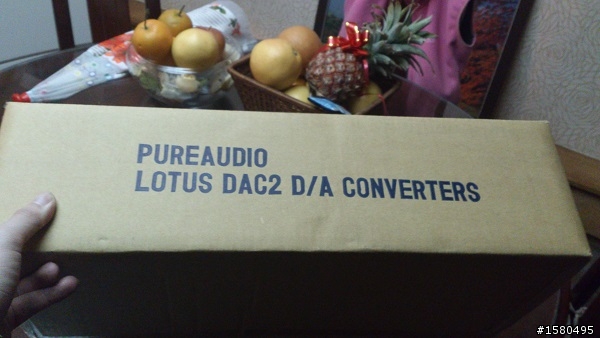 PUREAUDIO
LOTUS DAC2 D/A CONVERTERS
#1580495